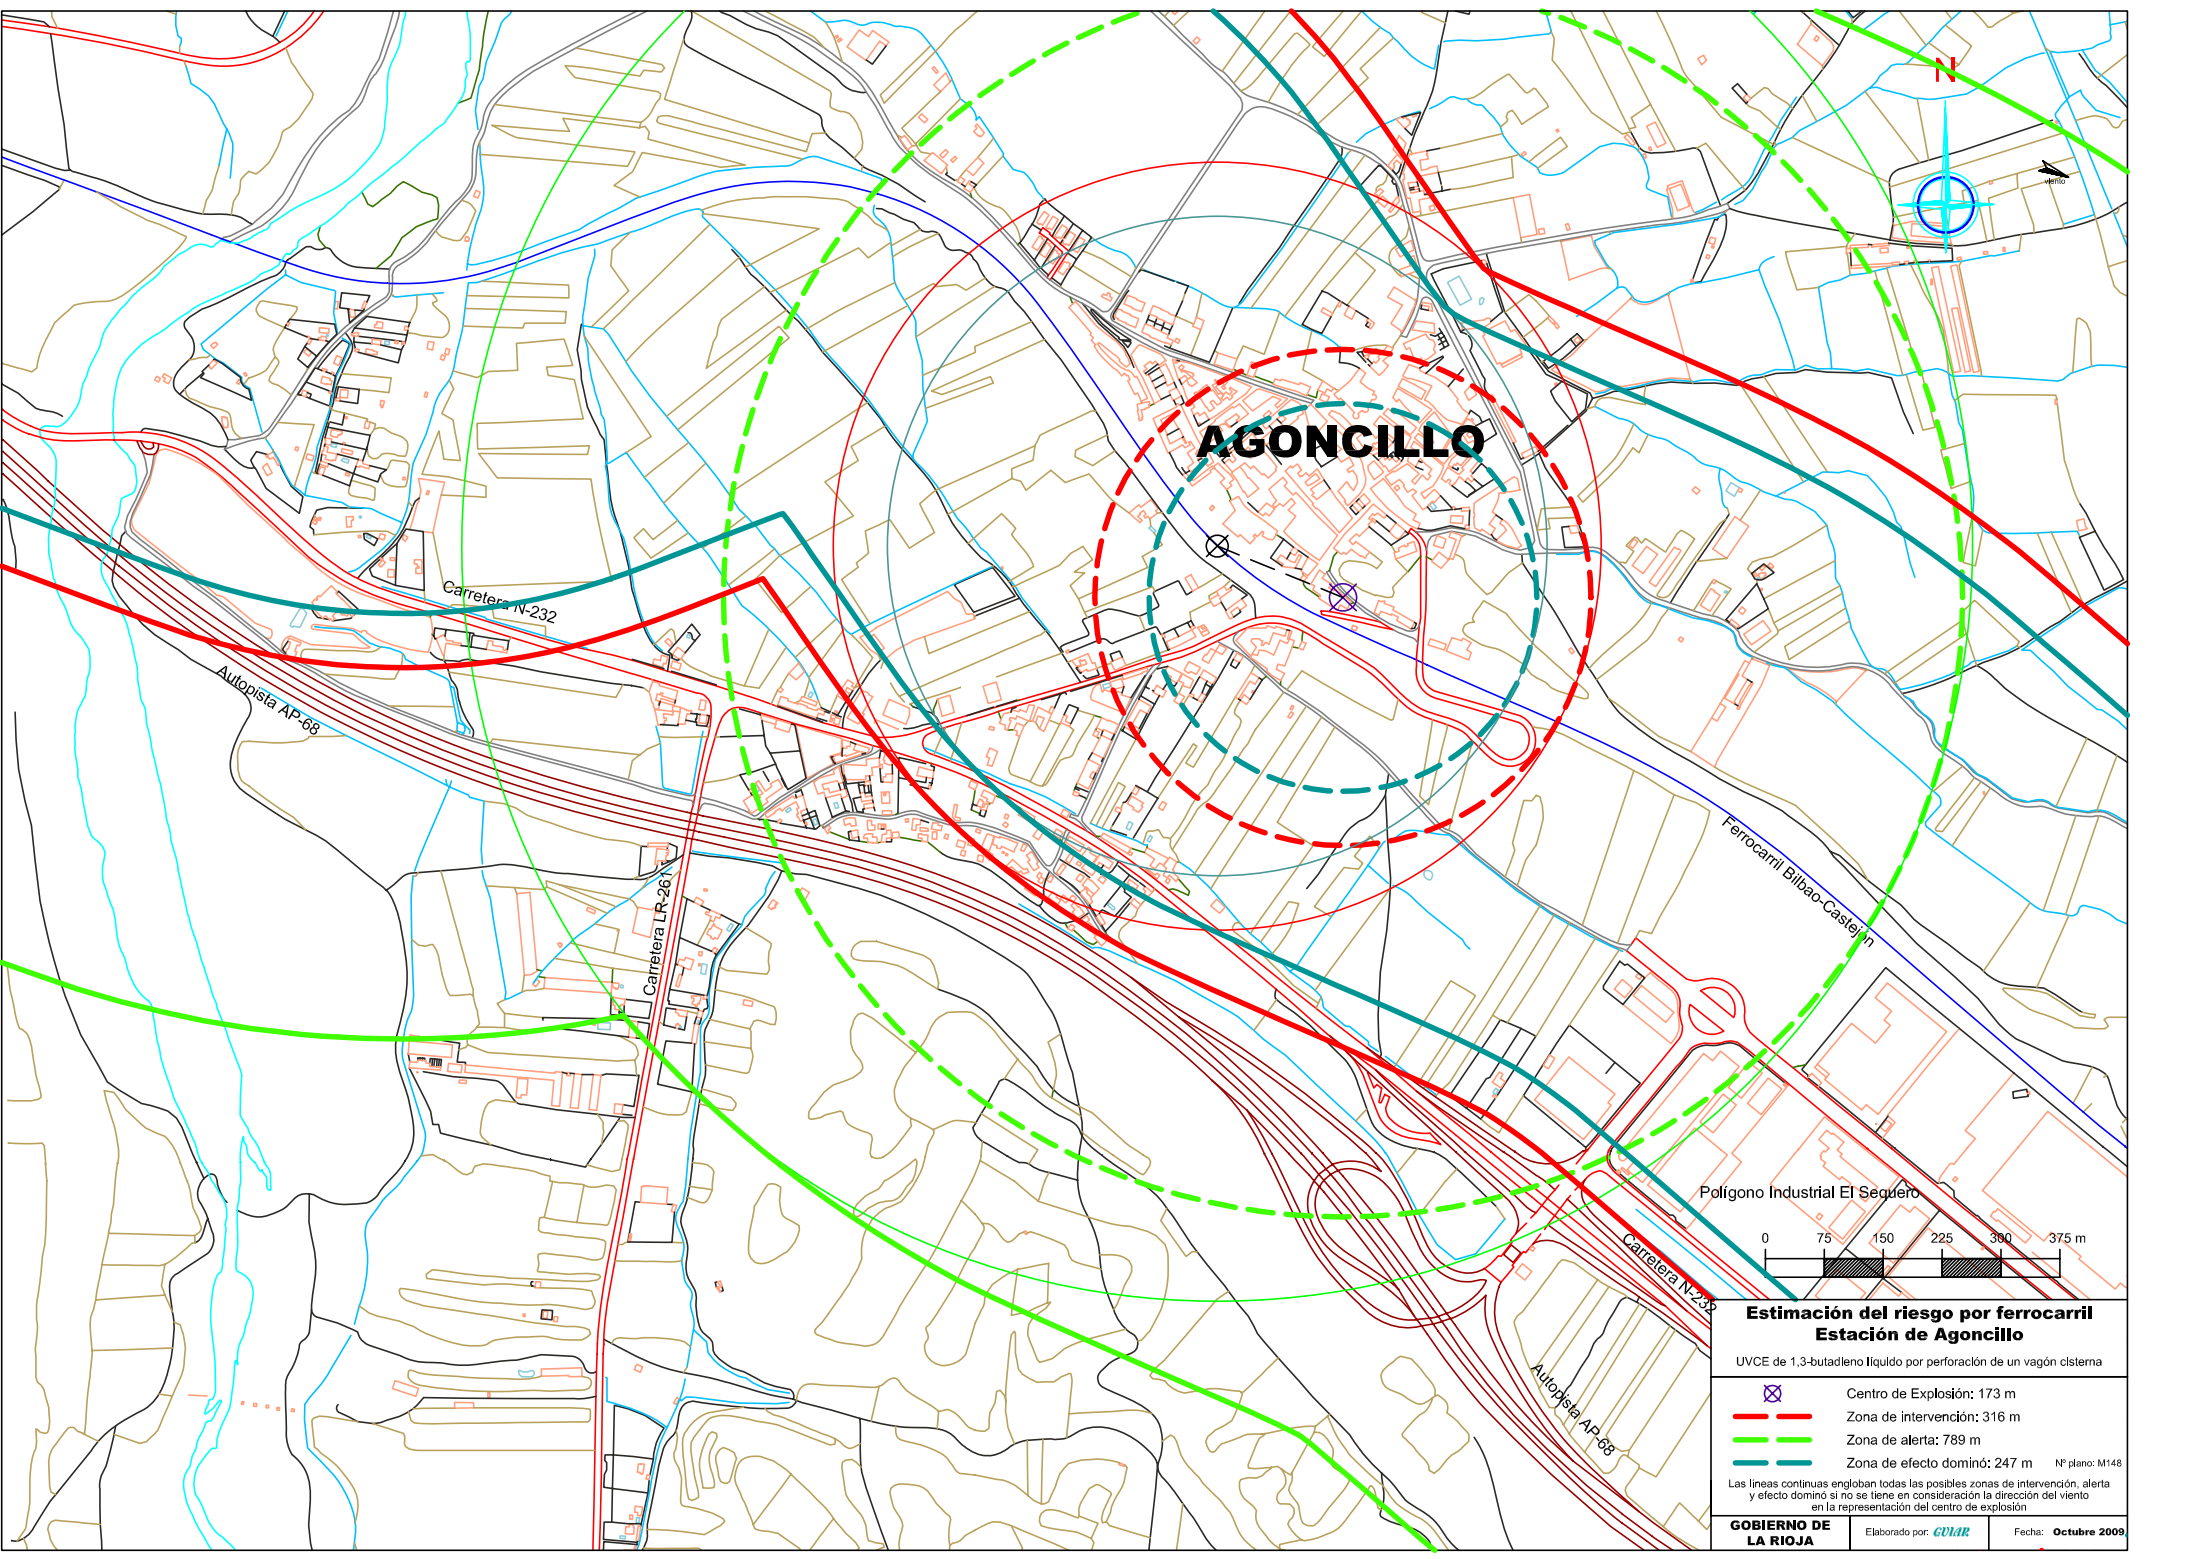 N
viento
AGONCILLO
Carretera N-232
Autopista AP-68
Ferrocarril Bilbao-Castejón
Carretera LR-261
Polígono Industrial El Sequero
0 75 150 225 300 375 m
Carretera N-232
Autopista AP-68
Estimación del riesgo por ferrocarril
Estación de Agoncillo
UVCE de 1,3-butadieno líquido por perforación de un vagón cisterna
Centro de Explosión: 173 m
Zona de intervención: 316 m
Zona de alerta: 789 m
Zona de efecto dominó: 247 m Nº plano: M148
Las líneas continuas engloban todas las posibles zonas de intervención, alerta
y efecto dominó si no se tiene en consideración la dirección del viento
en la representación del centro de explosión
GOBIERNO DE
LA RIOJA
Elaborado por: GUIAR
Fecha: Octubre 2009